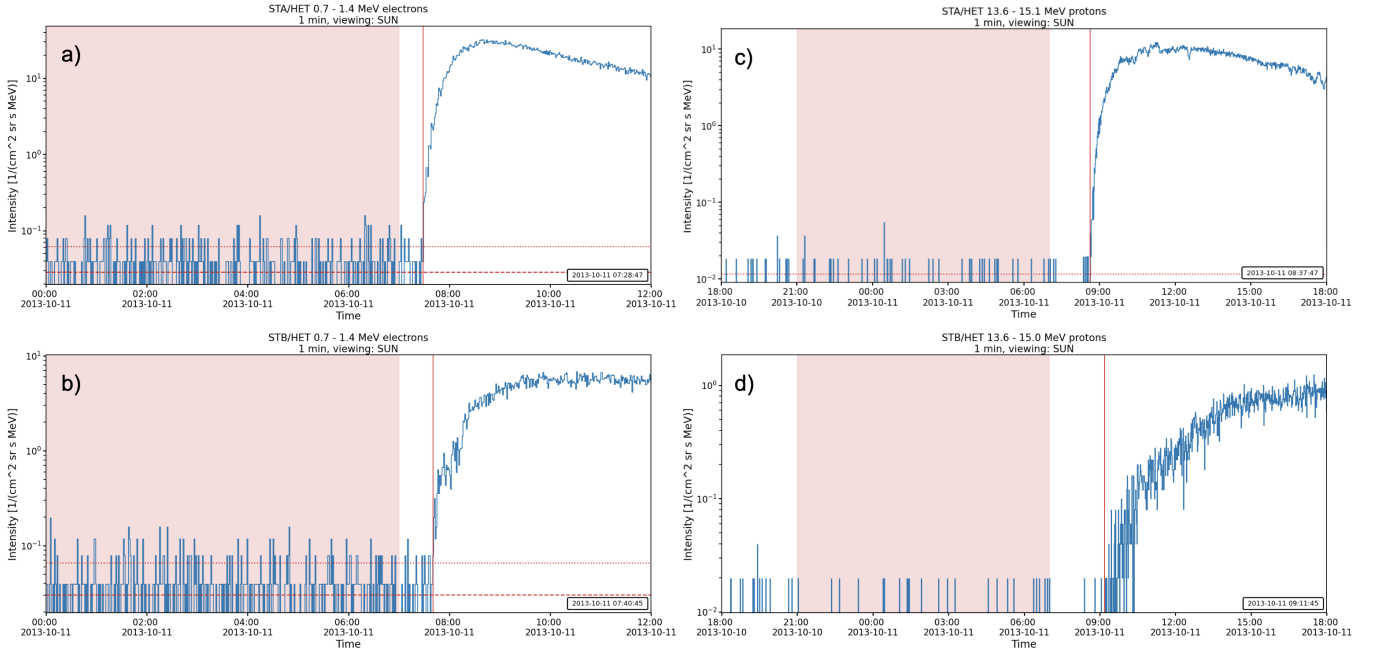 STA/HET 0.7 - 1.4 MeV electrons
1 min, viewing: SUN
a)
10^1
10^0
10^-1
Intensity [1/(cm^2 sr s MeV)]
2013-10-11 07:28:47
00:00 02:00 04:00 06:00 08:00 10:00 12:00
2013-10-11 2013-10-11 2013-10-11 2013-10-11 2013-10-11 2013-10-11 2013-10-11
Time
STB/HET 0.7 - 1.4 MeV electrons
1 min, viewing: SUN
b)
10^1
10^0
10^-1
Intensity [1/(cm^2 sr s MeV)]
2013-10-11 07:40:45
00:00 02:00 04:00 06:00 08:00 10:00 12:00
2013-10-11 2013-10-11 2013-10-11 2013-10-11 2013-10-11 2013-10-11 2013-10-11
Time
STA/HET 13.6 - 15.1 MeV protons
1 min, viewing: SUN
c)
10^1
10^0
10^-1
10^-2
Intensity [1/(cm^2 sr s MeV)]
2013-10-11 08:37:47
18:00 21:00 00:00 03:00 06:00 09:00 12:00 15:00 18:00
2013-10-10 2013-10-10 2013-10-11 2013-10-11 2013-10-11 2013-10-11 2013-10-11 2013-10-11 2013-10-11
Time
STB/HET 13.6 - 15.0 MeV protons
1 min, viewing: SUN
d)
10^0
10^-1
10^-2
Intensity [1/(cm^2 sr s MeV)]
2013-10-11 09:11:45
18:00 21:00 00:00 03:00 06:00 09:00 12:00 15:00 18:00
2013-10-10 2013-10-10 2013-10-11 2013-10-11 2013-10-11 2013-10-11 2013-10-11 2013-10-11 2013-10-11
Time